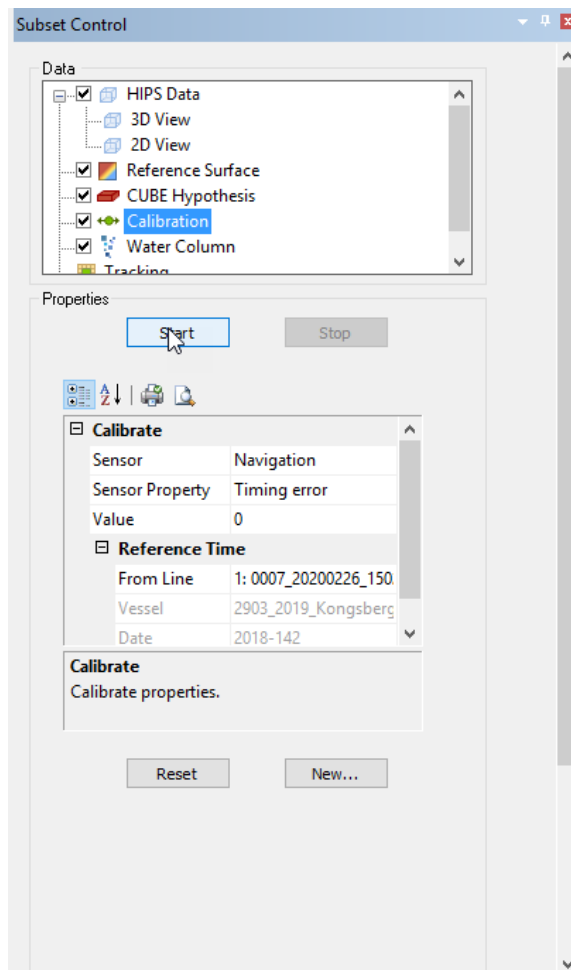 Subset Control
Data
HIPS Data
3D View
2D View
Reference Surface
CUBE Hypothesis
Calibration
Water Column
Tracking
Properties
Start Stop
Calibrate
Sensor Navigation
Sensor Property Timing error
Value 0
Reference Time
From Line 1: 0007_20200226_150.
Vessel 2903_2019_Kongsberg
Date 2018-142
Calibrate
Calibrate properties.
Reset New...